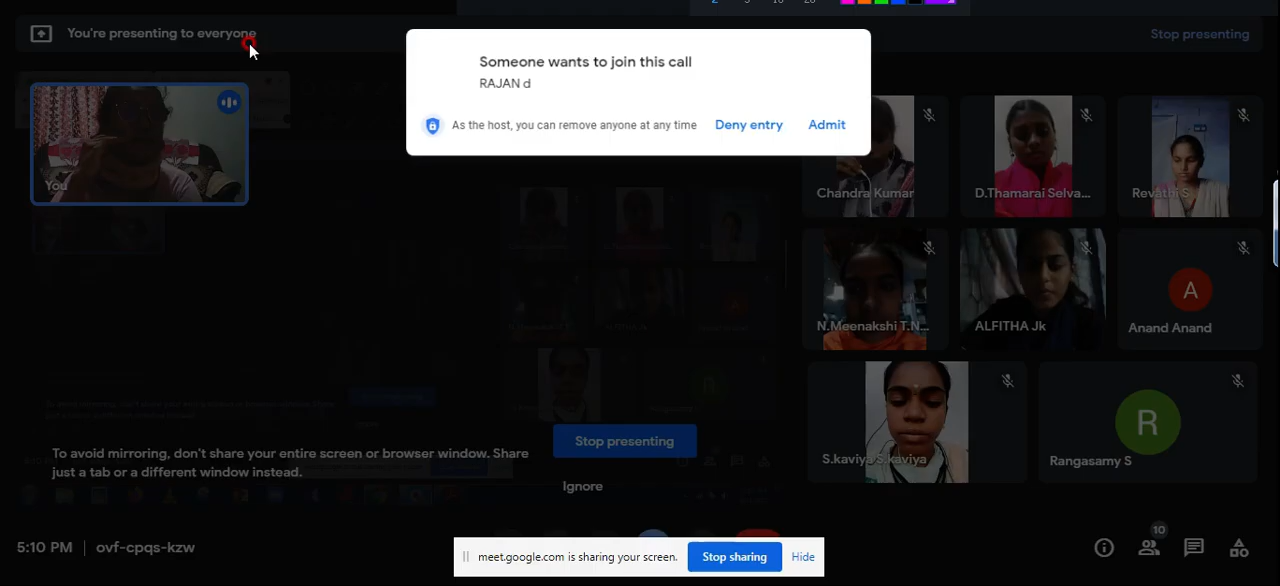 You're presenting to everyone
Stop presenting
Someone wants to join this call
RAJAN d
As the host, you can remove anyone at any time
Deny entry
Admit
You
Chandra Kumar
D.Thamarai Selva...
Revathi S
N.Meenakshi T.N...
ALFITHA Jk
Anand Anand
A
S.kaviya S.kaviya
R
Rangasamy S
To avoid mirroring, don't share your entire screen or browser window. Share
just a tab or a different window instead.
Stop presenting
Ignore
5:10 PM
ovf-cpqs-kzw
10
meet.google.com is sharing your screen.
Stop sharing
Hide